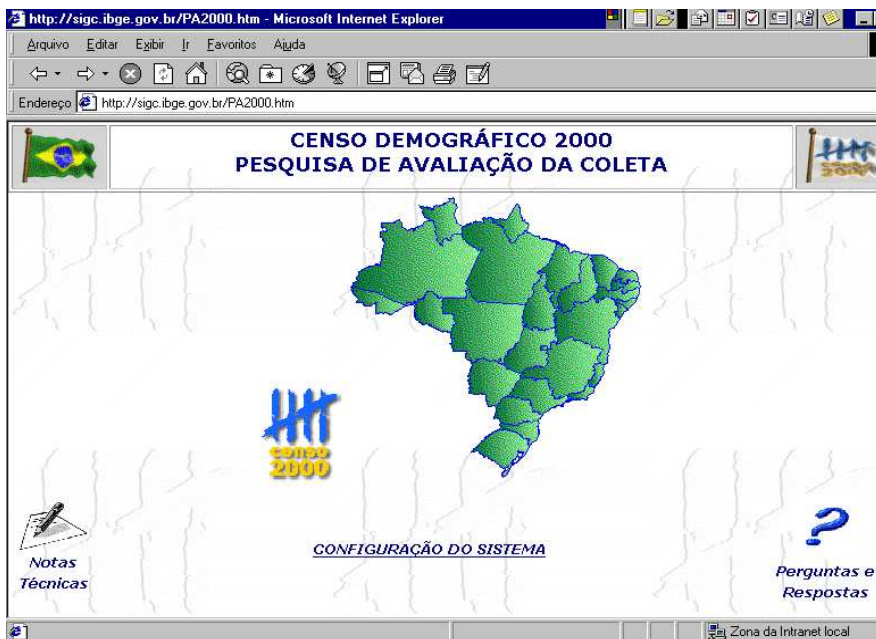 http://sigc.ibge.gov.br/PA2000.htm - Microsoft Internet Explorer
Arquivo Editar Exibir Ir Favoritos Ajuda
Endereço http://sigc.ibge.gov.br/PA2000.htm
CENSO DEMOGRÁFICO 2000
PESQUISA DE AVALIAÇÃO DA COLETA
censo
2000
censo
2000
Notas
Técnicas
CONFIGURAÇÃO DO SISTEMA
Perguntas e
Respostas
Zona da Intranet local